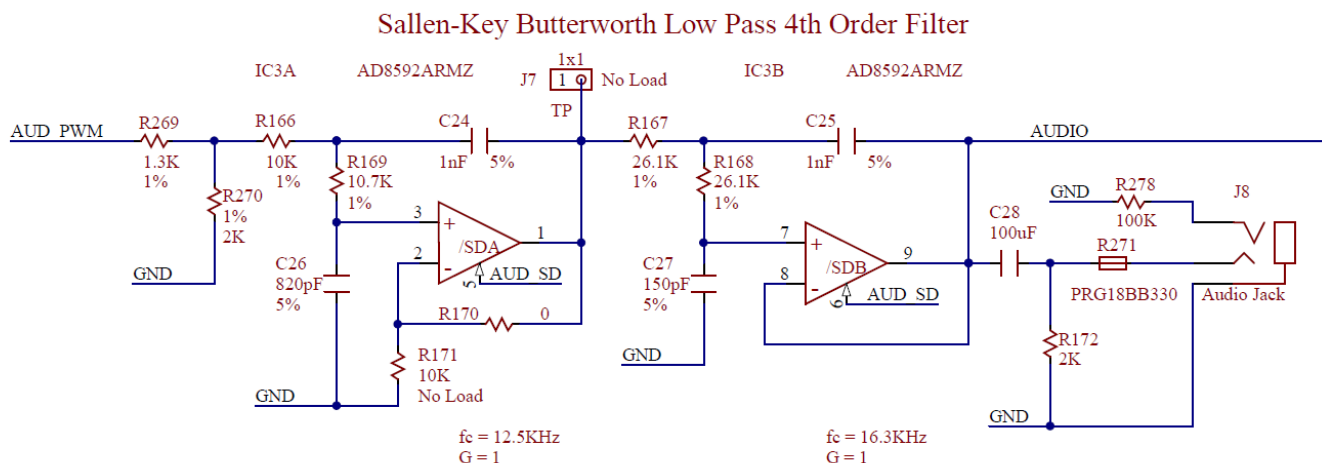 Sallen-Key Butterworth Low Pass 4th Order Filter
IC3A
AD8592ARMZ
1x1
J7
1
No Load
TP
IC3B
AD8592ARMZ
AUD_PWM
R269
1.3K
1%
R166
10K
1%
R270
1%
2K
GND
R169
10.7K
1%
C24
1nF
5%
3
+
2
-
/SDA
1
5
AUD_SD
C26
820pF
5%
R170
0
R171
10K
No Load
GND
fc = 12.5KHz
G = 1
R167
26.1K
1%
R168
26.1K
1%
C25
1nF
5%
7
+
8
-
/SDB
9
6
AUD_SD
C27
150pF
5%
GND
fc = 16.3KHz
G = 1
AUDIO
GND
R278
100K
J8
C28
100uF
R271
PRG18BB330
Audio Jack
R172
2K
GND